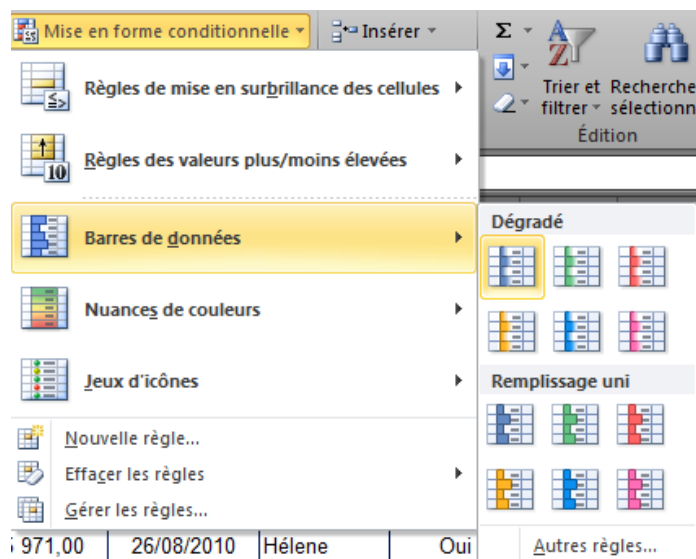 Mise en forme conditionnelle
Insérer
Σ
A
Z
Trier et
filtrer
Recherche
sélectionn
Édition
Règles de mise en surbrillance des cellules
Règles des valeurs plus/moins élevées
10
Barres de données
Nuances de couleurs
Jeux d'icônes
Nouvelle règle...
Effacer les règles
Gérer les règles...
Dégradé
Remplissage uni
Autres règles...
971,00 26/08/2010 Hélene Oui